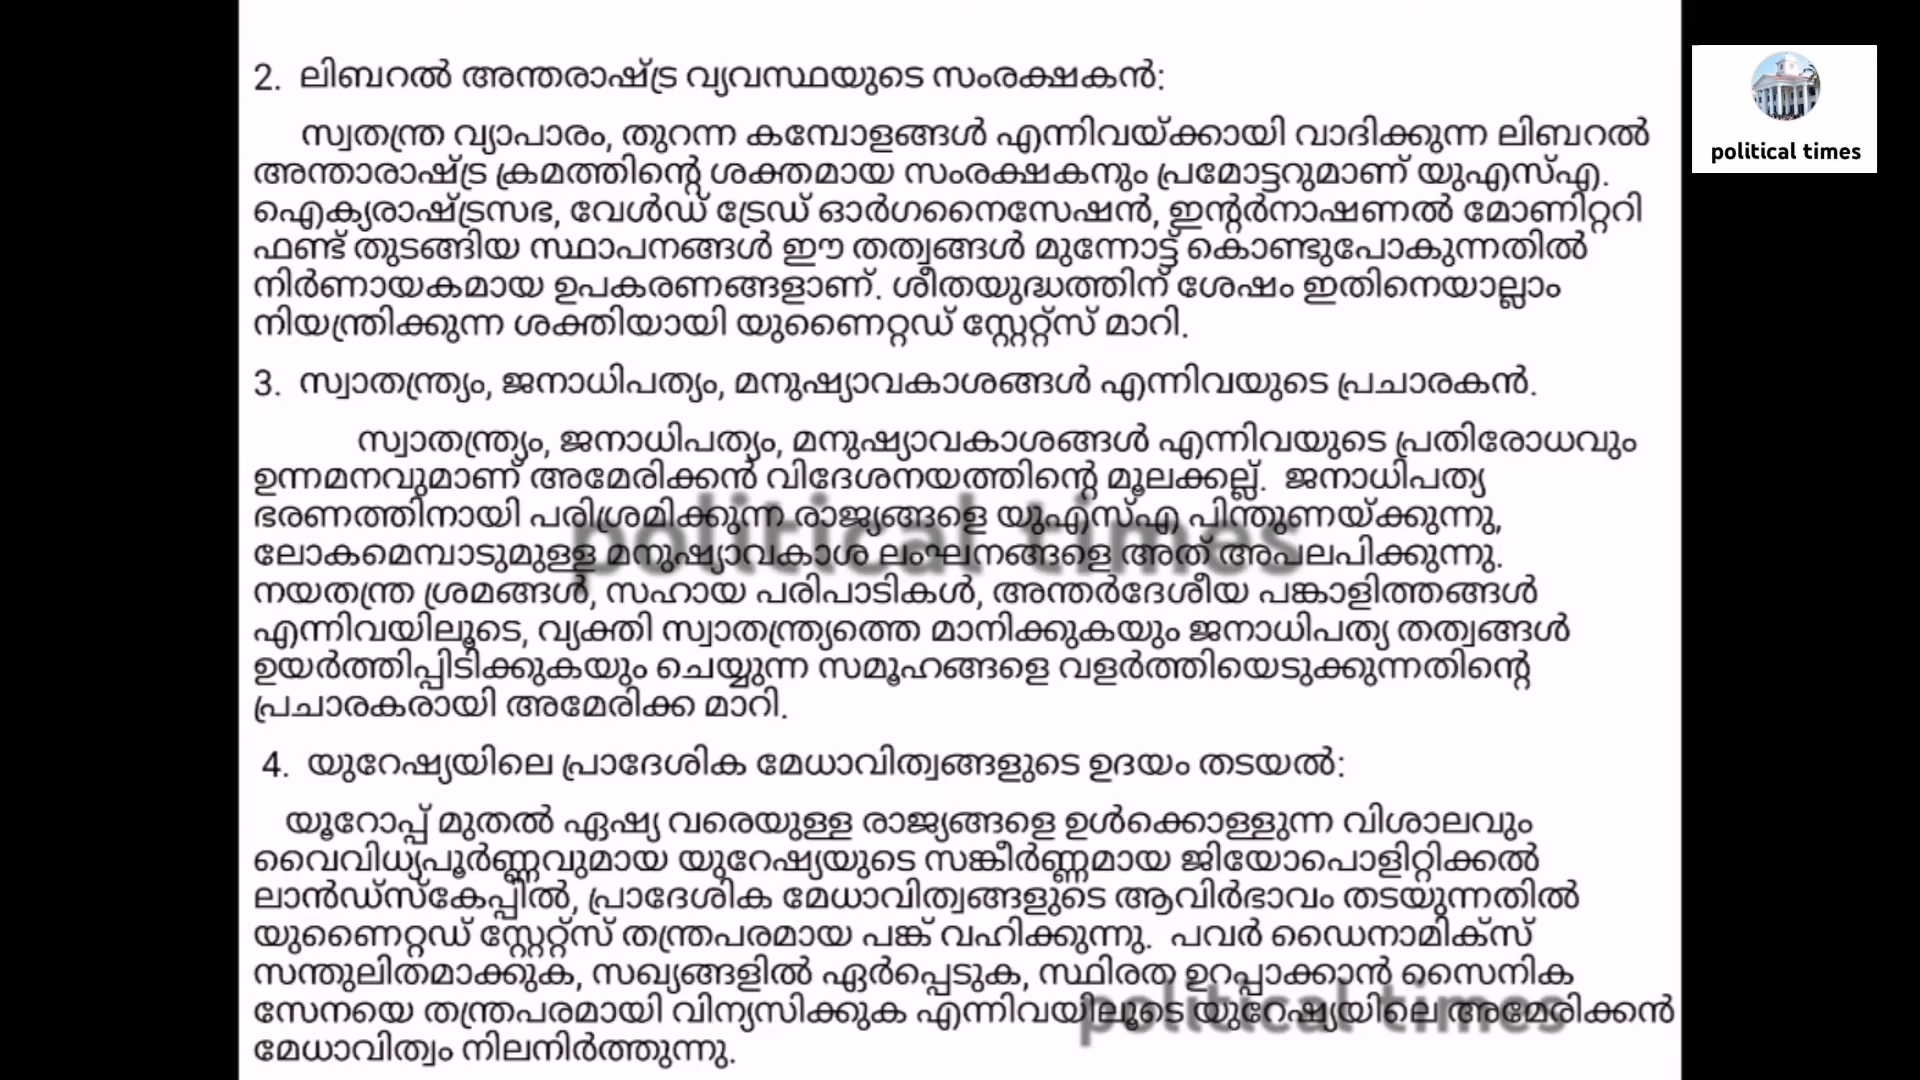 2. ലിബറൽ അന്തരാഷ്ട്ര വ്യവസ്ഥയുടെ സംരക്ഷകൻ:
സ്വതന്ത്ര വ്യാപാരം, തുറന്ന കമ്പോളങ്ങൾ എന്നിവയ്ക്കായി വാദിക്കുന്ന ലിബറൽ
അന്താരാഷ്ട്ര ക്രമത്തിന്റെ ശക്തമായ സംരക്ഷകനും പ്രമോട്ടറുമാണ് യുഎസ്എ.
ഐക്യരാഷ്ട്രസഭ, വേൾഡ് ട്രേഡ് ഓർഗനൈസേഷൻ, ഇന്റർനാഷണൽ മോണിറ്ററി
ഫണ്ട് തുടങ്ങിയ സ്ഥാപനങ്ങൾ ഈ തത്വങ്ങൾ മുന്നോട്ട് കൊണ്ടുപോകുന്നതിൽ
നിർണായകമായ ഉപകരണങ്ങളാണ്. ശീതയുദ്ധത്തിന് ശേഷം ഇതിനെയാല്ലാം
നിയന്ത്രിക്കുന്ന ശക്തിയായി യുണൈറ്റഡ് സ്റ്റേറ്റ്സ് മാറി.
3. സ്വാതന്ത്ര്യം, ജനാധിപത്യം, മനുഷ്യാവകാശങ്ങൾ എന്നിവയുടെ പ്രചാരകൻ.
സ്വാതന്ത്ര്യം, ജനാധിപത്യം, മനുഷ്യാവകാശങ്ങൾ എന്നിവയുടെ പ്രതിരോധവും
ഉന്നമനവുമാണ് അമേരിക്കൻ വിദേശനയത്തിന്റെ മൂലക്കല്ല്. ജനാധിപത്യ
ഭരണത്തിനായി പരിശ്രമിക്കുന്ന രാജ്യങ്ങളെ യുഎസ്എ പിന്തുണയ്ക്കുന്നു,
ലോകമെമ്പാടുമുള്ള മനുഷ്യാവകാശ ലംഘനങ്ങളെ അത് അപലപിക്കുന്നു.
നയതന്ത്ര ശ്രമങ്ങൾ, സഹായ പരിപാടികൾ, അന്തർദേശീയ പങ്കാളിത്തങ്ങൾ
എന്നിവയിലൂടെ, വ്യക്തി സ്വാതന്ത്ര്യത്തെ മാനിക്കുകയും ജനാധിപത്യ തത്വങ്ങൾ
ഉയർത്തിപ്പിടിക്കുകയും ചെയ്യുന്ന സമൂഹങ്ങളെ വളർത്തിയെടുക്കുന്നതിന്റെ
പ്രചാരകരായി അമേരിക്ക മാറി.
4. യുറേഷ്യയിലെ പ്രാദേശിക മേധാവിത്വങ്ങളുടെ ഉദയം തടയൽ:
യൂറോപ്പ് മുതൽ ഏഷ്യ വരെയുള്ള രാജ്യങ്ങളെ ഉൾക്കൊള്ളുന്ന വിശാലവും
വൈവിധ്യപൂർണ്ണവുമായ യുറേഷ്യയുടെ സങ്കീർണ്ണമായ ജിയോപൊളിറ്റിക്കൽ
ലാൻഡ്സ്കേപ്പിൽ, പ്രാദേശിക മേധാവിത്വങ്ങളുടെ ആവിർഭാവം തടയുന്നതിൽ
യുണൈറ്റഡ് സ്റ്റേറ്റ്സ് തന്ത്രപരമായ പങ്ക് വഹിക്കുന്നു. പവർ ഡൈനാമിക്സ്
സന്തുലിതമാക്കുക, സഖ്യങ്ങളിൽ ഏർപ്പെടുക, സ്ഥിരത ഉറപ്പാക്കാൻ സൈനിക
സേനയെ തന്ത്രപരമായി വിന്യസിക്കുക എന്നിവയിലൂടെ യുറേഷ്യയിലെ അമേരിക്കൻ
മേധാവിത്വം നിലനിർത്തുന്നു.
political times
political times
political times